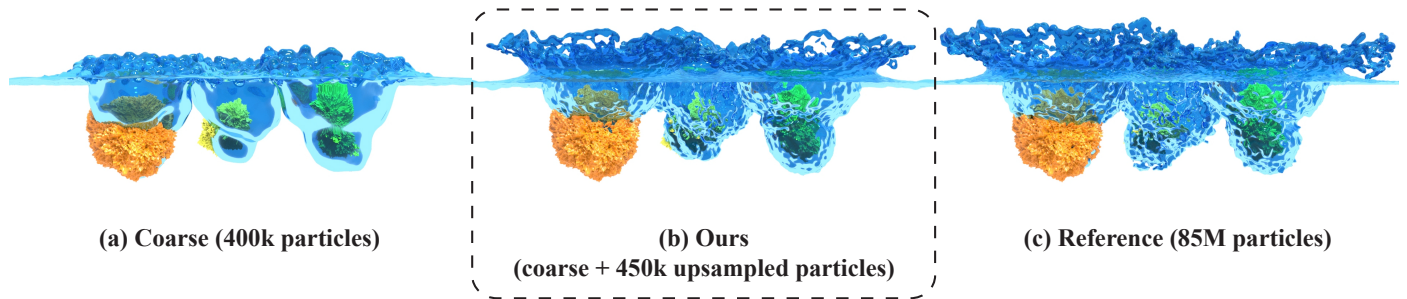 (a) Coarse (400k particles)
(b) Ours
(coarse + 450k upsampled particles)
(c) Reference (85M particles)